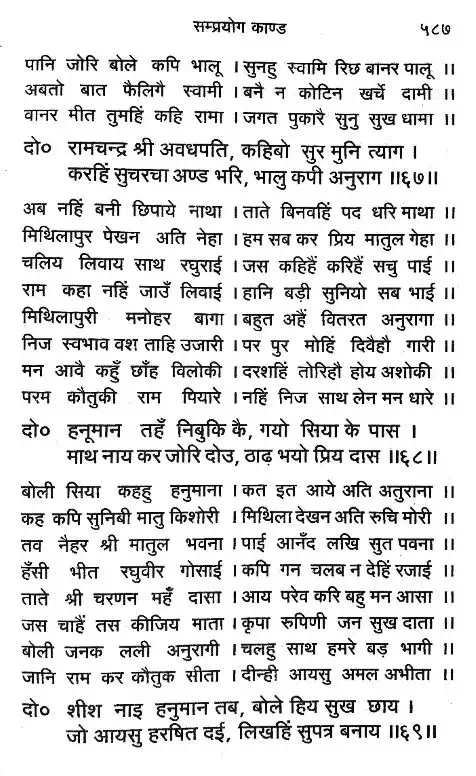 सम्प्रयोग काण्ड ५८७
पानि जोरि बोले कपि भालू । सुनहु स्वामि रिछ बानर पालू ॥
अबतो बात फैलिगै स्वामी । बनै न कोटिन खर्चे दामी ॥
वानर मीत तुमहिं कहि रामा । जगत पुकारै सुनु सुख धामा ॥
दो० रामचन्द्र श्री अवधपति, कहिबो सुर मुनि त्याग ।
करहिं सुचरचा अण्ड भरि, भालु कपी अनुराग ॥६७॥
अब नहिं बनी छिपाये नाथा । ताते बिनवहिं पद धरि माथा ॥
मिथिलापुर पेखन अति नेहा । हम सब कर प्रिय मातुल गेहा ॥
चलिय लिवाय साथ रघुराई । जस कहिहैं करिहैं सचु पाई ॥
राम कहा नहिं जाउँ लिवाई । हानि बड़ी सुनियो सब भाई ॥
मिथिलापुरी मनोहर बागा । बहुत अहैं वितरत अनुरागा ॥
निज स्वभाव वश ताहि उजारी । पर पुर मोहिं दिवैहौ गारी ॥
मन आवै कहुँ छाँह विलोकी । दरशहिं तोरिहौ होय अशोकी ॥
परम कौतुकी राम पियारे । नहिं निज साथ लेन मन धारे ॥
दो० हनूमान तहँ निबुकि कै, गयो सिया के पास ।
माथ नाय कर जोरि दोउ, ठाढ़ भयो प्रिय दास ॥६८॥
बोली सिया कहहु हनुमाना । कत इत आये अति अतुराना ॥
कह कपि सुनिबी मातु किशोरी । मिथिला देखन अति रुचि मोरी ॥
तव नैहर श्री मातुल भवना । पाई आनँद लखि सुत पवना ॥
हँसी भीत रघुवीर गोसाई । कपि गन चलब न देहिं रजाई ॥
ताते श्री चरणन महँ दासा । आय परेव करि बहु मन आसा ॥
जस चाहैं तस कीजिय माता । कृपा रुपिणी जन सुख दाता ॥
बोली जनक लली अनुरागी । चलहु साथ हमरे बड़ भागी ॥
जानि राम कर कौतुक सीता । दीन्ही आयसु अमल अभीता ॥
दो० शीश नाइ हनुमान तब, बोले हिय सुख छाय ।
जो आयसु हरषित दई, लिखहिं सुपत्र बनाय ॥६९॥